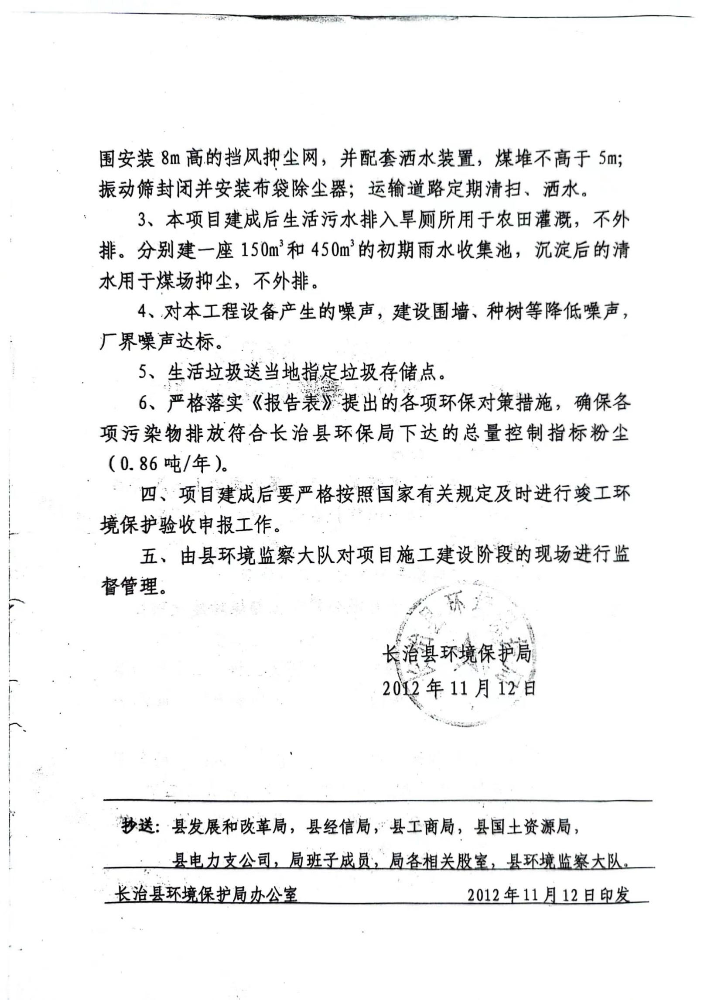 围安装 8m 高的挡风抑尘网，并配套洒水装置，煤堆不高于 5m；
振动筛封闭并安装布袋除尘器；运输道路定期清扫、洒水。
3、本项目建成后生活污水排入旱厕所用于农田灌溉，不外
排。分别建一座 150m³和 450m³的初期雨水收集池，沉淀后的清
水用于煤场抑尘，不外排。
4、对本工程设备产生的噪声，建设围墙、种树等降低噪声，
厂界噪声达标。
5、生活垃圾送当地指定垃圾存储点。
6、严格落实《报告表》提出的各项环保对策措施，确保各
项污染物排放符合长治县环保局下达的总量控制指标粉尘
（0.86 吨/年）。
四、项目建成后要严格按照国家有关规定及时进行竣工环
境保护验收申报工作。
五、由县环境监察大队对项目施工建设阶段的现场进行监
督管理。
长治县环境保护局
2012 年 11 月 12 日
抄送：县发展和改革局，县经信局，县工商局，县国土资源局，
县电力支公司，局班子成员，局各相关股室，县环境监察大队。
长治县环境保护局办公室 2012 年 11 月 12 日印发